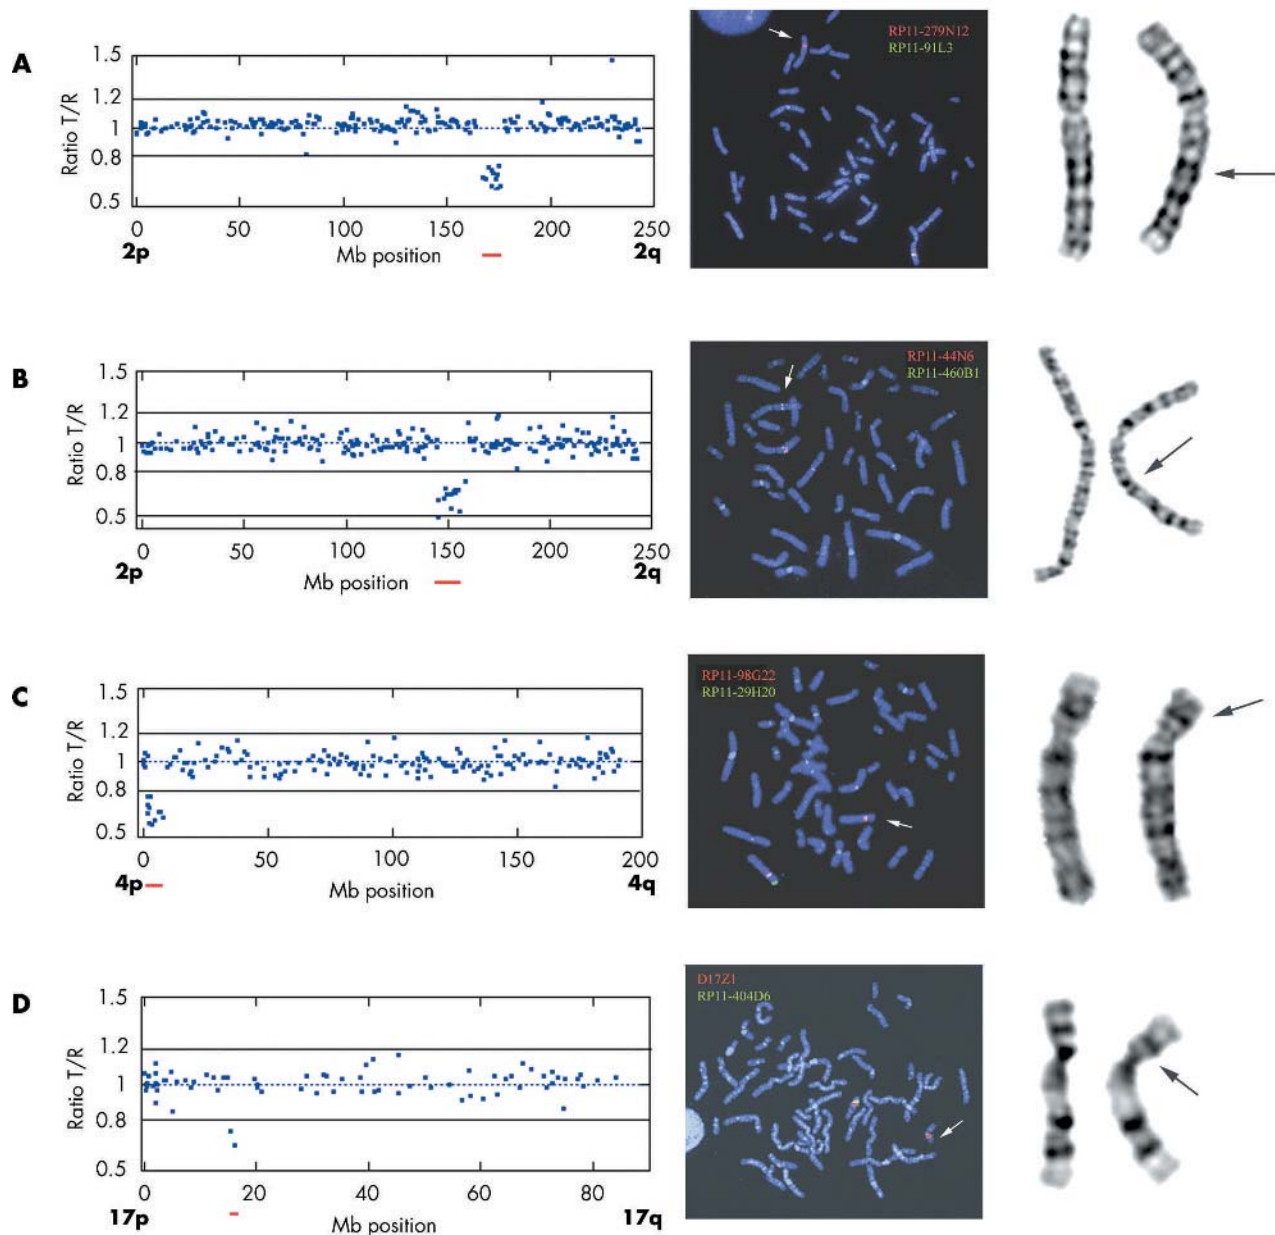 A
Ratio T/R
1.5
1.2
1
0.8
0.5
0 50 100 150 200 250
2p Mb position 2q
RP11-279N12
RP11-91L3
B
Ratio T/R
1.5
1.2
1
0.8
0.5
0 50 100 150 200 250
2p Mb position 2q
RP11-44N6
RP11-460B1
C
Ratio T/R
1.5
1.2
1
0.8
0.5
0 50 100 150 200
4p Mb position 4q
RP11-98G22
RP11-29H20
D
Ratio T/R
1.5
1.2
1
0.8
0.5
0 20 40 60 80
17p Mb position 17q
D17Z1
RP11-404D6